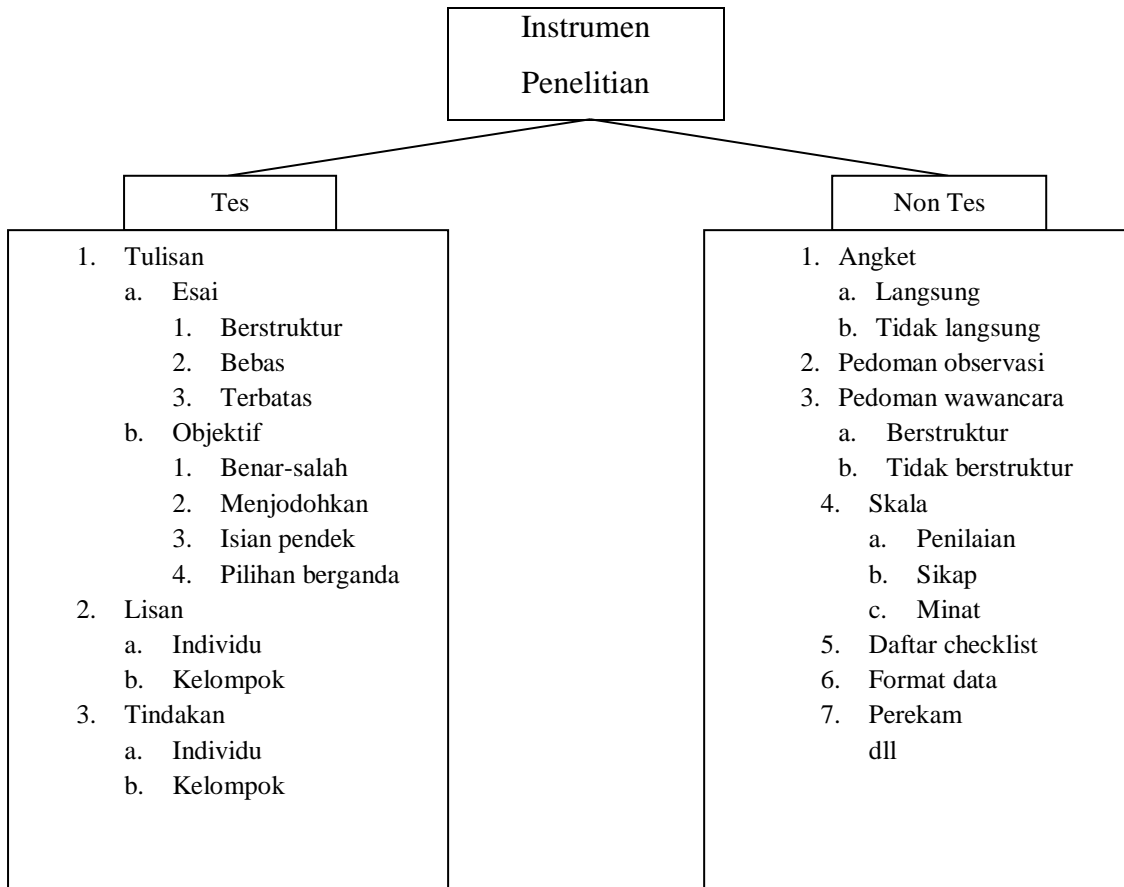 Instrumen
Penelitian
Tes
1. Tulisan
a. Esai
1. Berstruktur
2. Bebas
3. Terbatas
b. Objektif
1. Benar-salah
2. Menjodohkan
3. Isian pendek
4. Pilihan berganda
2. Lisan
a. Individu
b. Kelompok
3. Tindakan
a. Individu
b. Kelompok
Non Tes
1. Angket
a. Langsung
b. Tidak langsung
2. Pedoman observasi
3. Pedoman wawancara
a. Berstruktur
b. Tidak berstruktur
4. Skala
a. Penilaian
b. Sikap
c. Minat
5. Daftar checklist
6. Format data
7. Perekam
dll